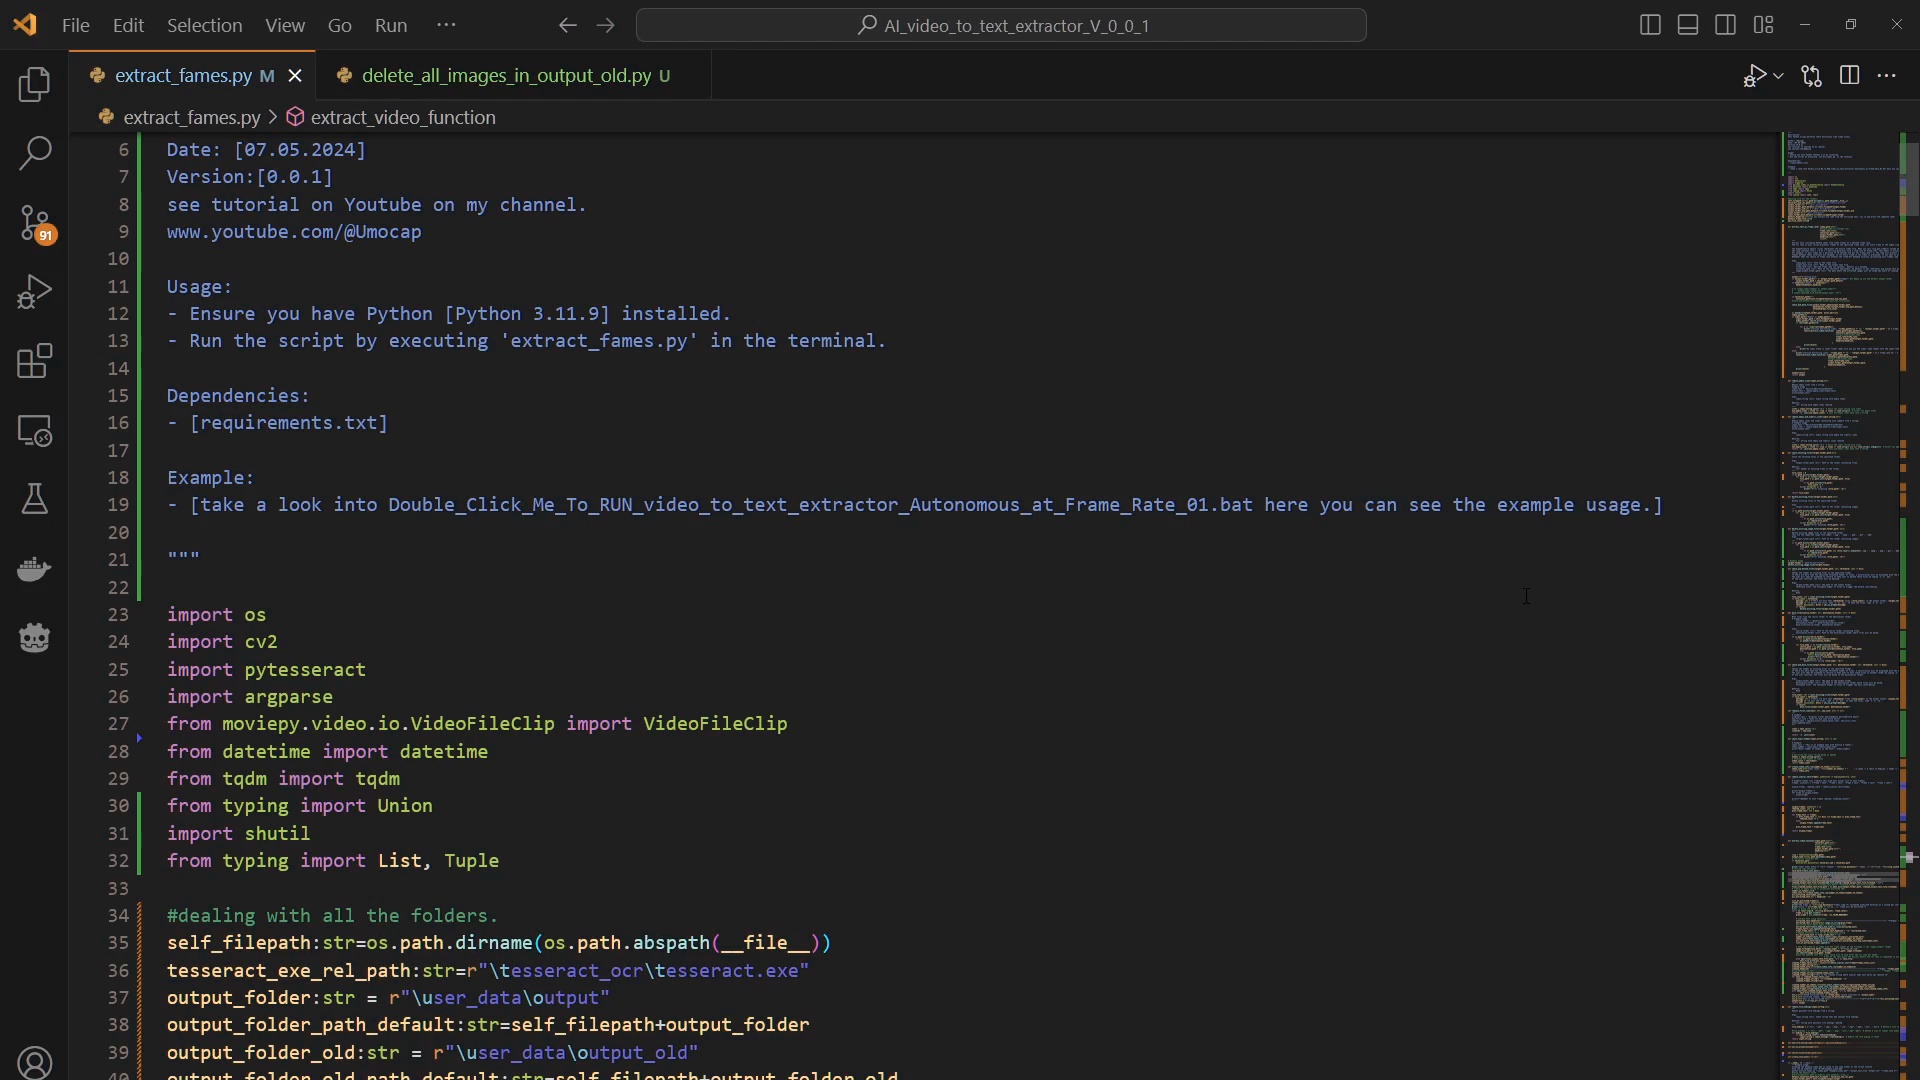 File Edit Selection View Go Run ··· AI_video_to_text_extractor_V_0_0_1
extract_fames.py M delete_all_images_in_output_old.py U
extract_fames.py > extract_video_function
6 Date: [07.05.2024]
7 Version:[0.0.1]
8 see tutorial on Youtube on my channel.
9 www.youtube.com/@Umocap
10
11 Usage:
12 - Ensure you have Python [Python 3.11.9] installed.
13 - Run the script by executing 'extract_fames.py' in the terminal.
14
15 Dependencies:
16 - [requirements.txt]
17
18 Example:
19 - [take a look into Double_Click_Me_To_RUN_video_to_text_extractor_Autonomous_at_Frame_Rate_01.bat here you can see the example usage.]
20
21 """
22
23 import os
24 import cv2
25 import pytesseract
26 import argparse
27 from moviepy.video.io.VideoFileClip import VideoFileClip
28 from datetime import datetime
29 from tqdm import tqdm
30 from typing import Union
31 import shutil
32 from typing import List, Tuple
33
34 #dealing with all the folders.
35 self_filepath:str=os.path.dirname(os.path.abspath(__file__))
36 tesseract_exe_rel_path:str=r"\tesseract_ocr\tesseract.exe"
37 output_folder:str = r"\user_data\output"
38 output_folder_path_default:str=self_filepath+output_folder
39 output_folder_old:str = r"\user_data\output_old"
40 output_folder_old_path_default:str=self_filepath+output_folder_old
91